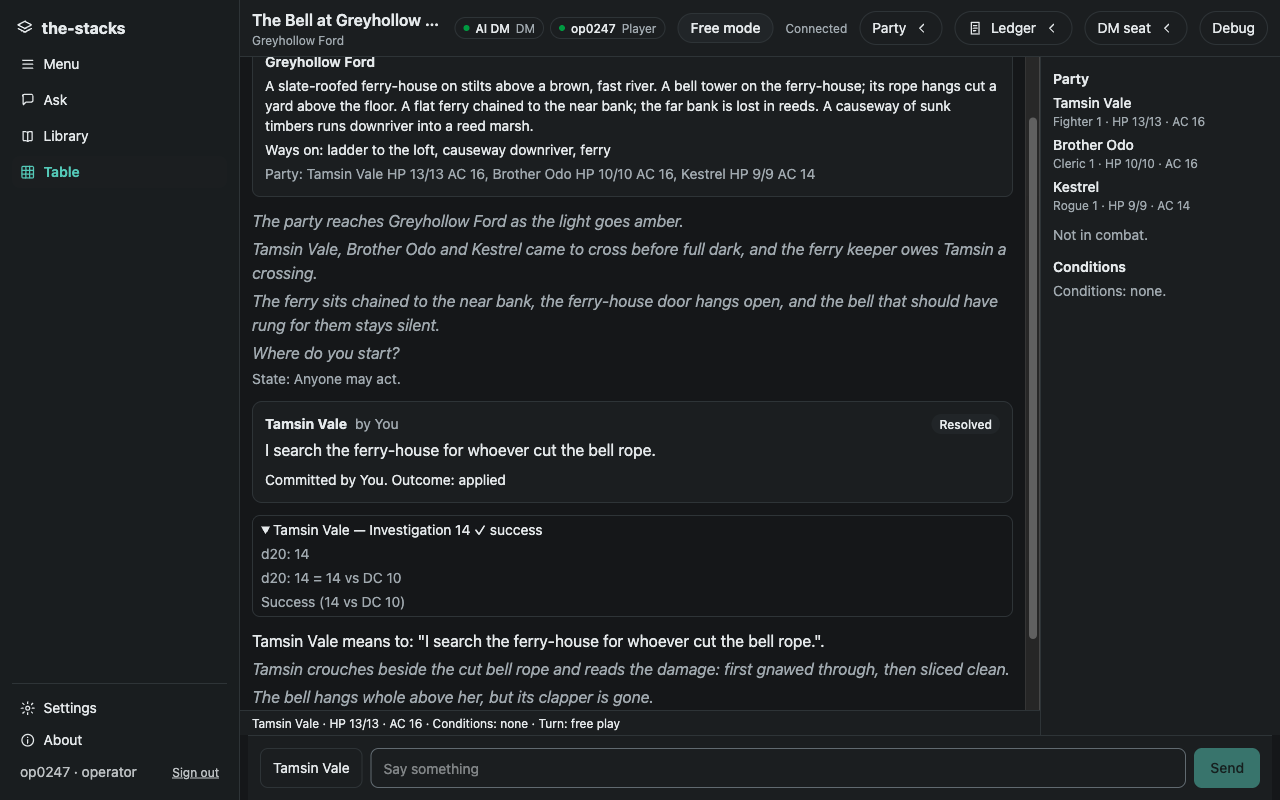 the-stacks
Menu
Ask
Library
Table
Settings
About
op0247 · operator Sign out
The Bell at Greyhollow ...
Greyhollow Ford
AI DM DM
op0247 Player
Free mode
Connected
Party
Ledger
DM seat
Debug
Greyhollow Ford
A slate-roofed ferry-house on stilts above a brown, fast river. A bell tower on the ferry-house; its rope hangs cut a
yard above the floor. A flat ferry chained to the near bank; the far bank is lost in reeds. A causeway of sunk
timbers runs downriver into a reed marsh.
Ways on: ladder to the loft, causeway downriver, ferry
Party: Tamsin Vale HP 13/13 AC 16, Brother Odo HP 10/10 AC 16, Kestrel HP 9/9 AC 14
The party reaches Greyhollow Ford as the light goes amber.
Tamsin Vale, Brother Odo and Kestrel came to cross before full dark, and the ferry keeper owes Tamsin a
crossing.
The ferry sits chained to the near bank, the ferry-house door hangs open, and the bell that should have
rung for them stays silent.
Where do you start?
State: Anyone may act.
Tamsin Vale by You Resolved
I search the ferry-house for whoever cut the bell rope.
Committed by You. Outcome: applied
▼ Tamsin Vale — Investigation 14 ✓ success
d20: 14
d20: 14 = 14 vs DC 10
Success (14 vs DC 10)
Tamsin Vale means to: "I search the ferry-house for whoever cut the bell rope.".
Tamsin crouches beside the cut bell rope and reads the damage: first gnawed through, then sliced clean.
The bell hangs whole above her, but its clapper is gone.
Tamsin Vale · HP 13/13 · AC 16 · Conditions: none · Turn: free play
Tamsin Vale
Say something
Send
Party
Tamsin Vale
Fighter 1 · HP 13/13 · AC 16
Brother Odo
Cleric 1 · HP 10/10 · AC 16
Kestrel
Rogue 1 · HP 9/9 · AC 14
Not in combat.
Conditions
Conditions: none.